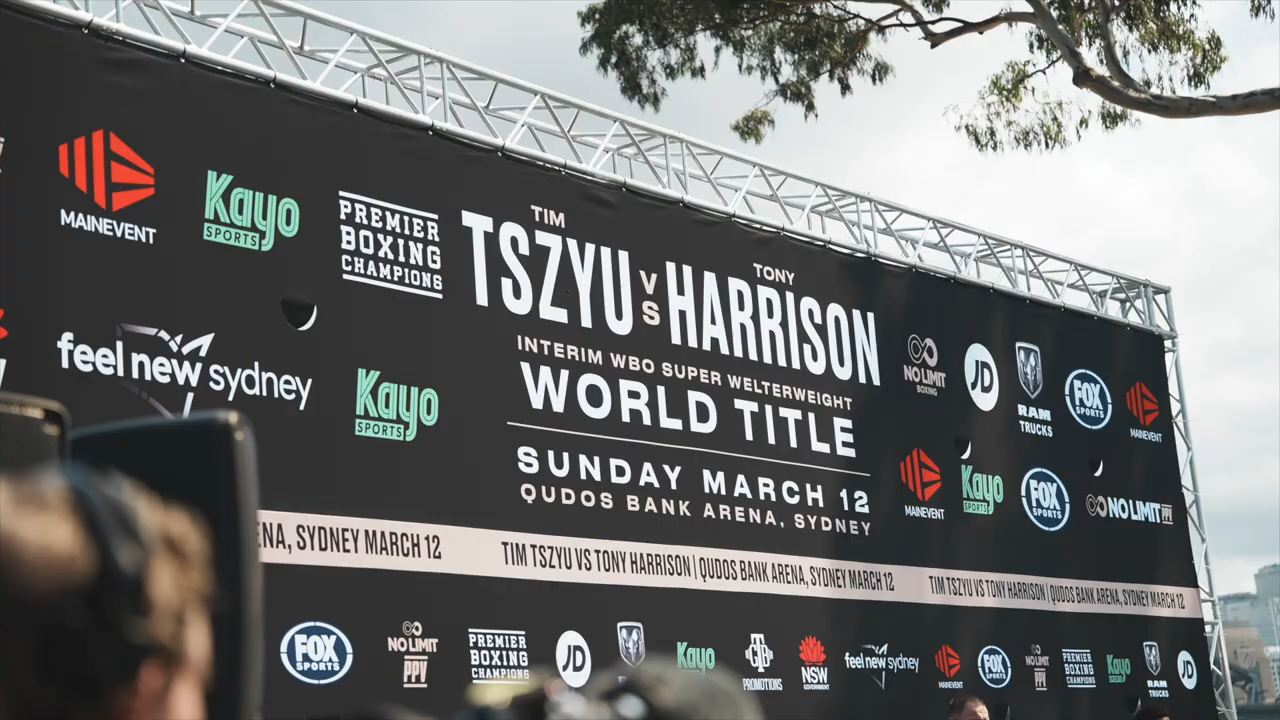 MAINEVENT
Kayo
SPORTS
PREMIER
BOXING
CHAMPIONS
TIM
TSZYU
VS
TONY
HARRISON
INTERIM WBO SUPER WELTERWEIGHT
WORLD TITLE
SUNDAY MARCH 12
QUDOS BANK ARENA, SYDNEY
feel new sydney
Kayo
SPORTS
NO LIMIT
BOXING
JD
RAM
TRUCKS
FOX
SPORTS
MAINEVENT
MAINEVENT
Kayo
SPORTS
FOX
SPORTS
NO LIMIT PPV
ENA, SYDNEY MARCH 12
TIM TSZYU VS TONY HARRISON | QUDOS BANK ARENA, SYDNEY MARCH 12
TIM TSZYU VS TONY HARRISON | QUDOS BANK ARENA, SYDNEY MARCH 12
FOX
SPORTS
NO LIMIT
PPV
PREMIER
BOXING
CHAMPIONS
JD
Kayo
PROMOTIONS
NSW
GOVERNMENT
feel new sydney
MAINEVENT
FOX
SPORTS
NO LIMIT
PPV
PREMIER
BOXING
CHAMPIONS
Kayo
SPORTS
RAM
TRUCKS
JD